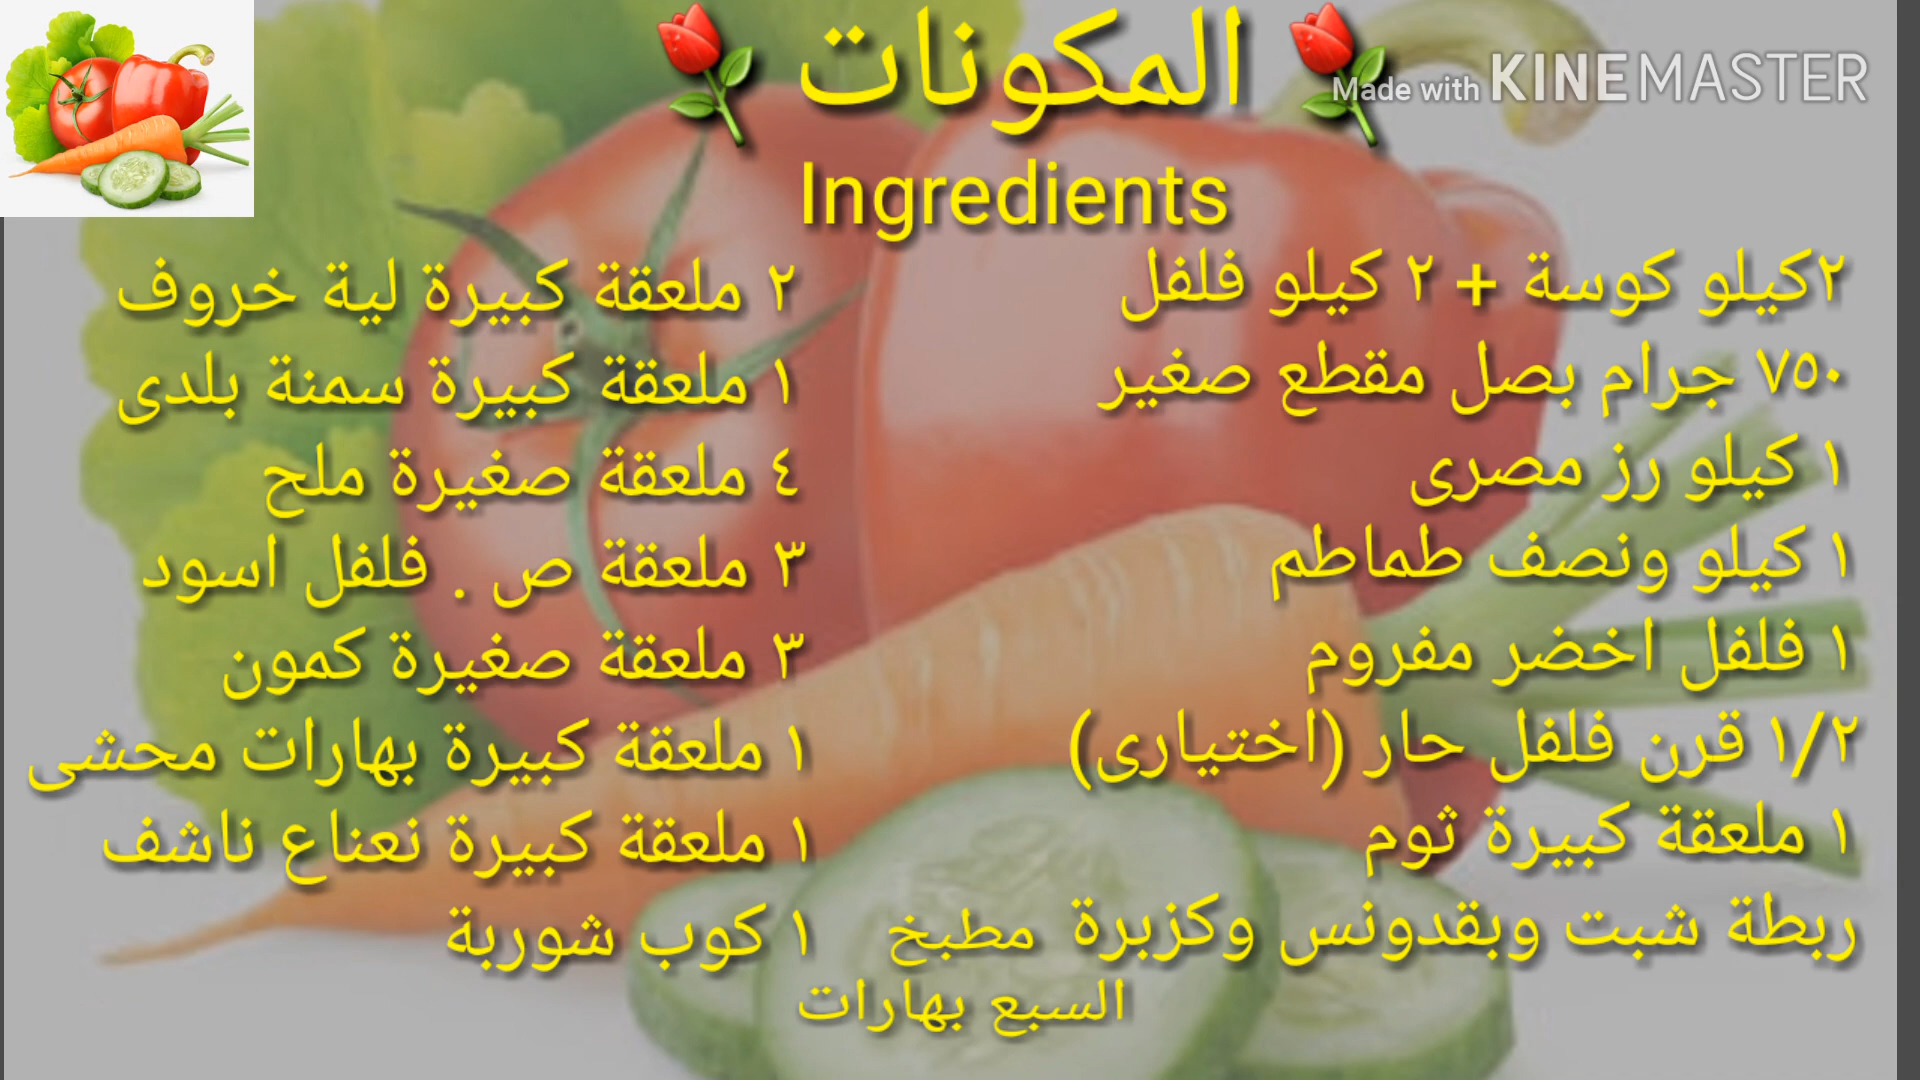 المكونات
Made with KINEMASTER
Ingredients
٢كيلو كوسة + ٢ كيلو فلفل
٧٥٠ جرام بصل مقطع صغير
١ كيلو رز مصرى
١ كيلو ونصف طماطم
١ فلفل اخضر مفروم
١/٢ قرن فلفل حار (اختيارى)
١ ملعقة كبيرة ثوم
ربطة شبت وبقدونس وكزبرة
٢ ملعقة كبيرة لية خروف
١ ملعقة كبيرة سمنة بلدى
٤ ملعقة صغيرة ملح
٣ ملعقة ص . فلفل اسود
٣ ملعقة صغيرة كمون
١ ملعقة كبيرة بهارات محشى
١ ملعقة كبيرة نعناع ناشف
١ كوب شوربة
مطبخ
السبع بهارات